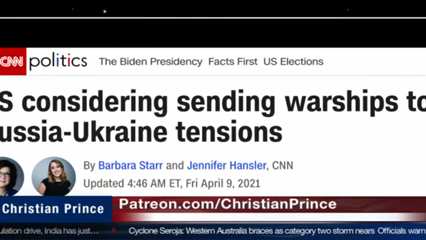 CNN politics The Biden Presidency Facts First US Elections
S considering sending warships to
ussia-Ukraine tensions
By Barbara Starr and Jennifer Hansler, CNN
Updated 4:46 AM ET, Fri April 9, 2021
Christian Prince Patreon.com/ChristianPrince
ulation drive, India has just... Cyclone Seroja: Western Australia braces as category two storm nears Officials warn